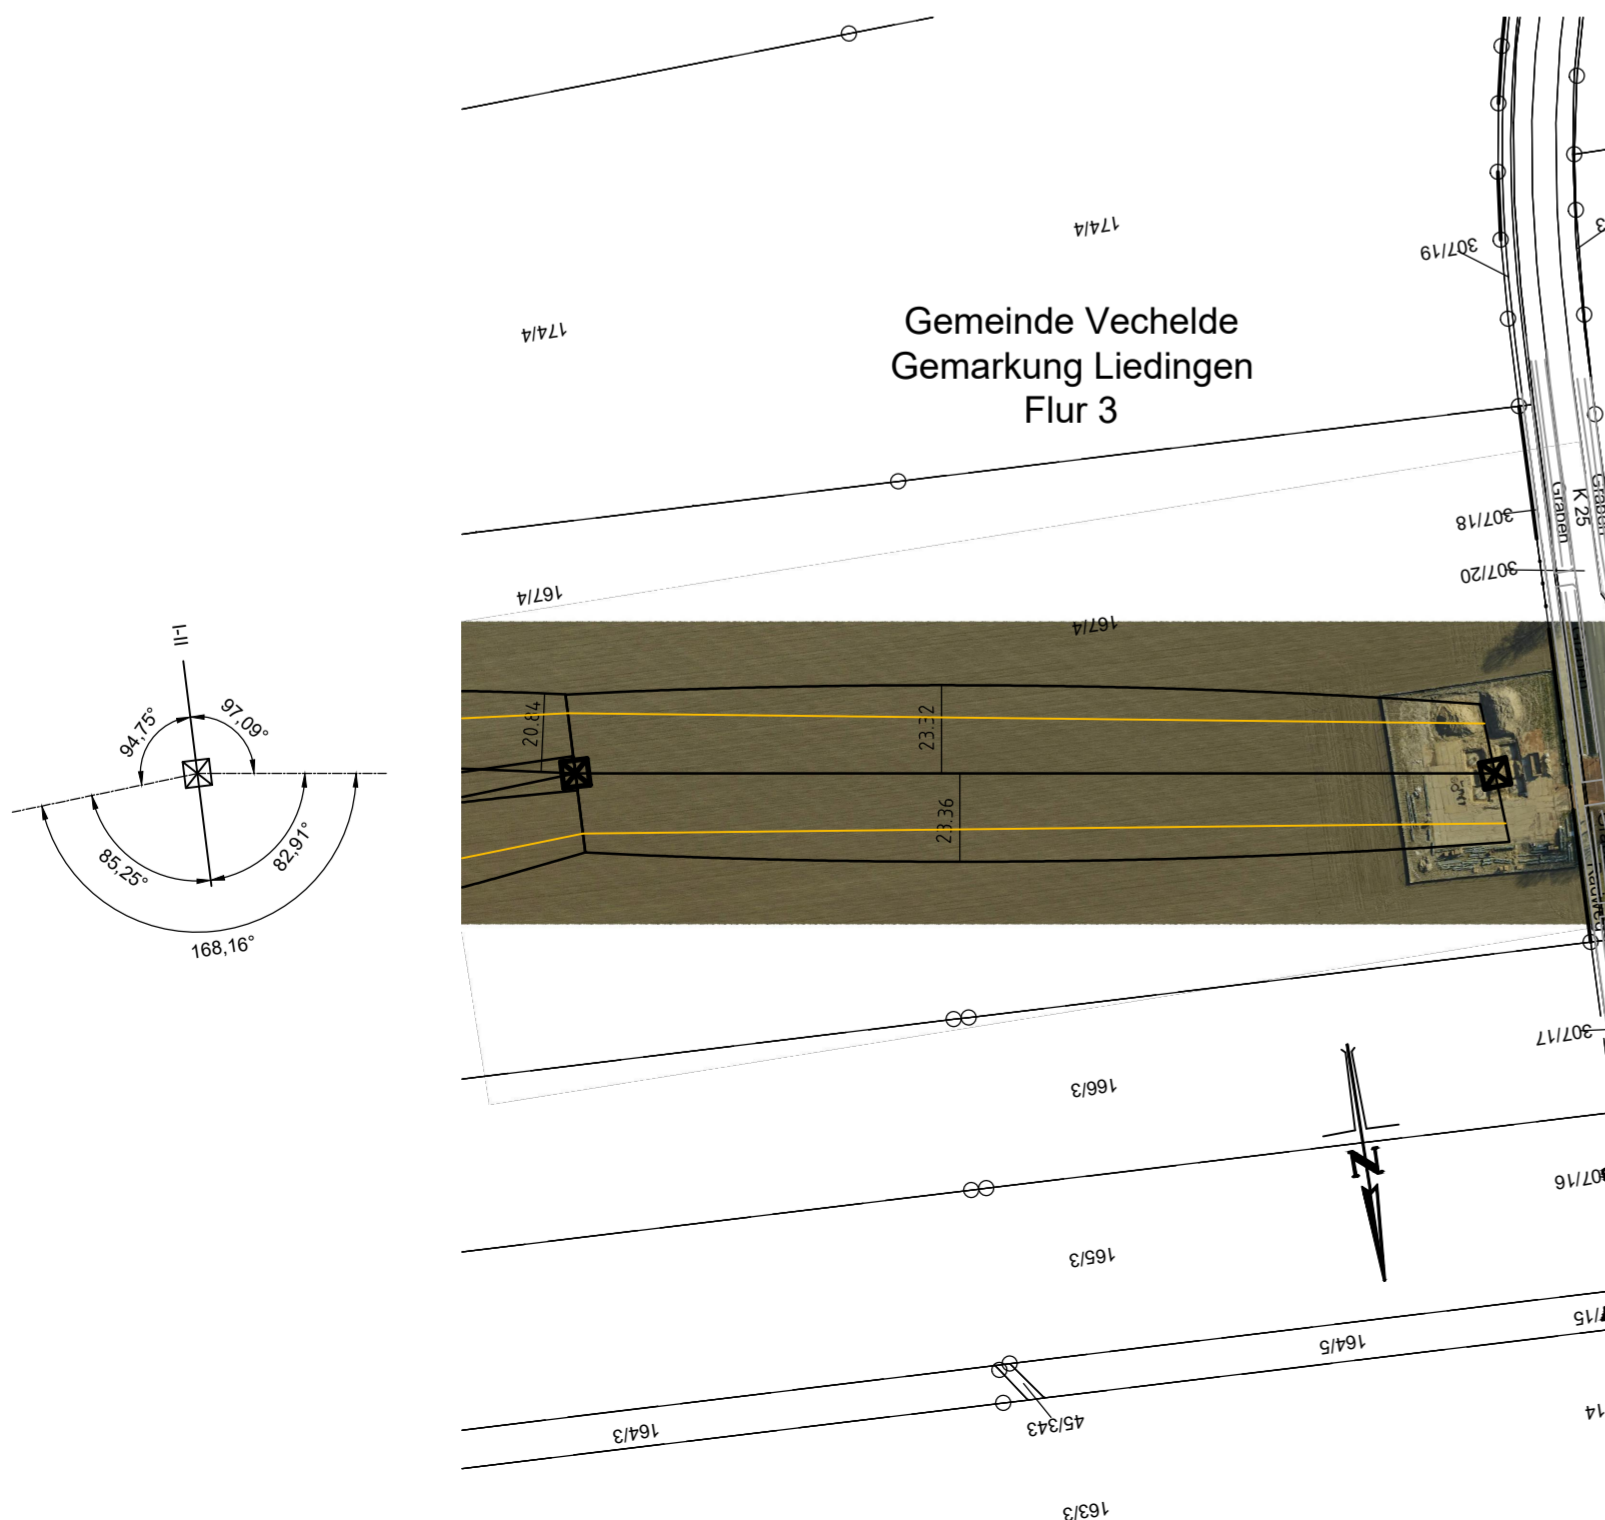 174/4
307/19
174/4
Gemeinde Vechelde
Gemarkung Liedingen
Flur 3
307/18
Graben
K 25
Graben
307/20
167/4
167/4
I-II
94,75°
97,09°
85,25°
82,91°
168,16°
20.84
23.32
23.36
307/17
166/3
N
165/3
164/5
164/3
45/343
163/3